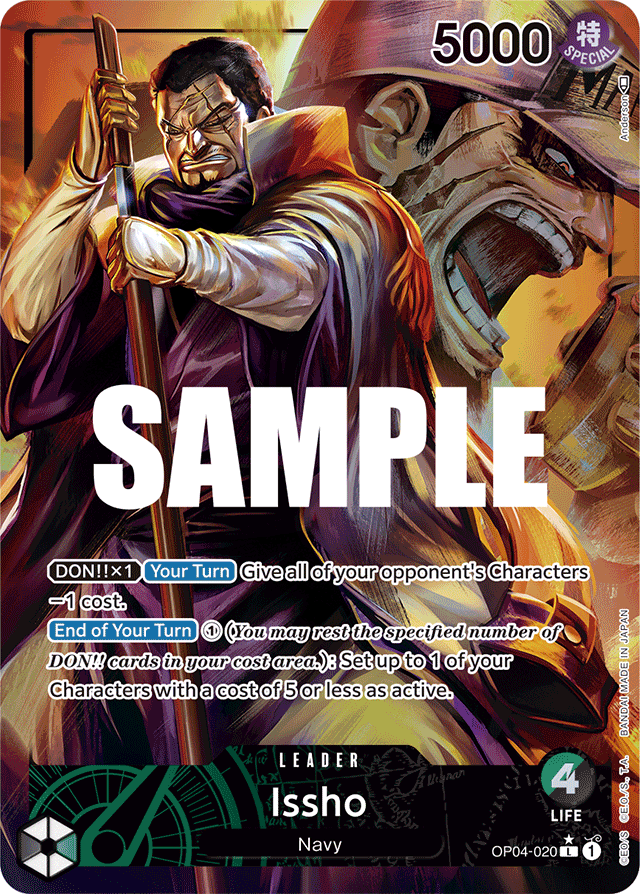 5000
特
SPECIAL
M
Anderson
SAMPLE
DON!!×1 Your Turn Give all of your opponent's Characters
−1 cost.
End of Your Turn ① (You may rest the specified number of
DON!! cards in your cost area.): Set up to 1 of your
Characters with a cost of 5 or less as active.
LEADER
Issho
Navy
4
LIFE
OP04-020 ★ L 1
©E.O/S ©E.O./S., T.A. BANDAI MADE IN JAPAN